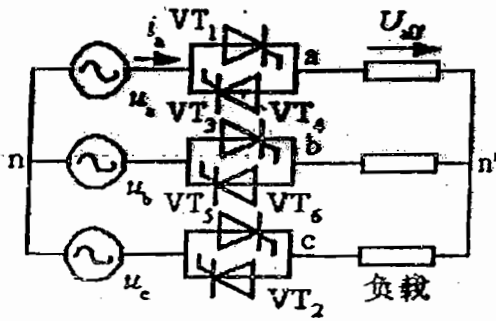 VT₁
iₐ
Uₐn'
a
uₐ
VT₄
VT₃
b
n
n'
u_b
VT₅
VT₆
c
u_c
VT₂
负载